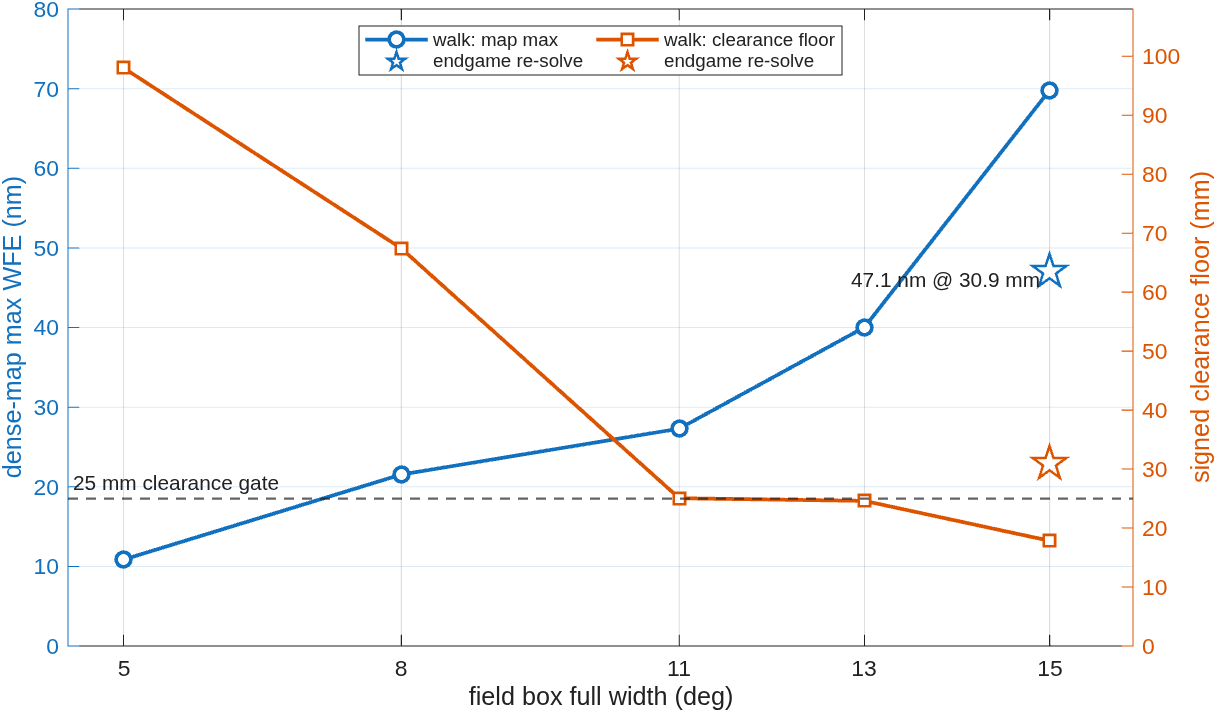 walk: map max
endgame re-solve
walk: clearance floor
endgame re-solve
80
70
60
50
40
30
20
10
0
dense-map max WFE (nm)
100
90
80
70
60
50
40
30
20
10
0
signed clearance floor (mm)
47.1 nm @ 30.9 mm
25 mm clearance gate
5
8
11
13
15
field box full width (deg)